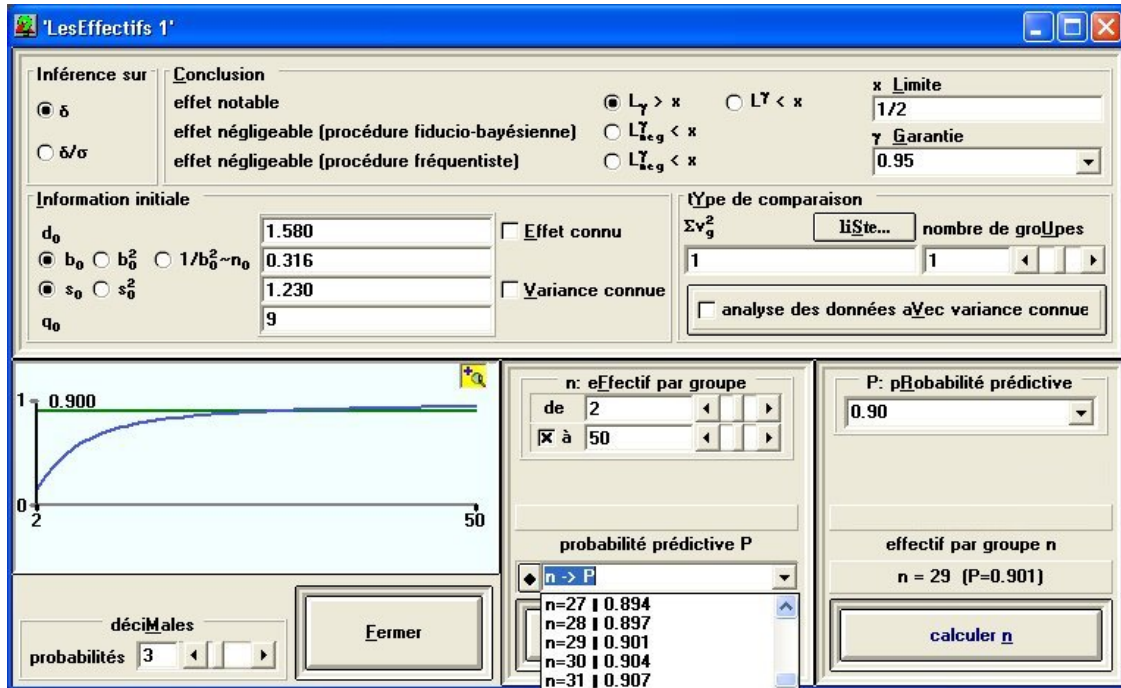 'LesEffectifs 1'
Inférence sur
δ
δ/σ
Conclusion
effet notable
Lγ > x
L^γ < x
effet négligeable (procédure fiducio-bayésienne)
L^γ_neg < x
effet négligeable (procédure fréquentiste)
L^γ_neg < x
x Limite
1/2
γ Garantie
0.95
Information initiale
d₀ 1.580
Effet connu
b₀ b₀² 1/b₀²~n₀ 0.316
s₀ s₀² 1.230
Variance connue
q₀ 9
tYpe de comparaison
Σv²g
liSte...
nombre de groUpes
1
1
analyse des données aVec variance connue
1 0.900
0
2
50
déciMales
probabilités 3
Fermer
n: eFfectif par groupe
de 2
à 50
probabilité prédictive P
n -> P
n=27 | 0.894
n=28 | 0.897
n=29 | 0.901
n=30 | 0.904
n=31 | 0.907
P: pRobabilité prédictive
0.90
effectif par groupe n
n = 29 (P=0.901)
calculer n